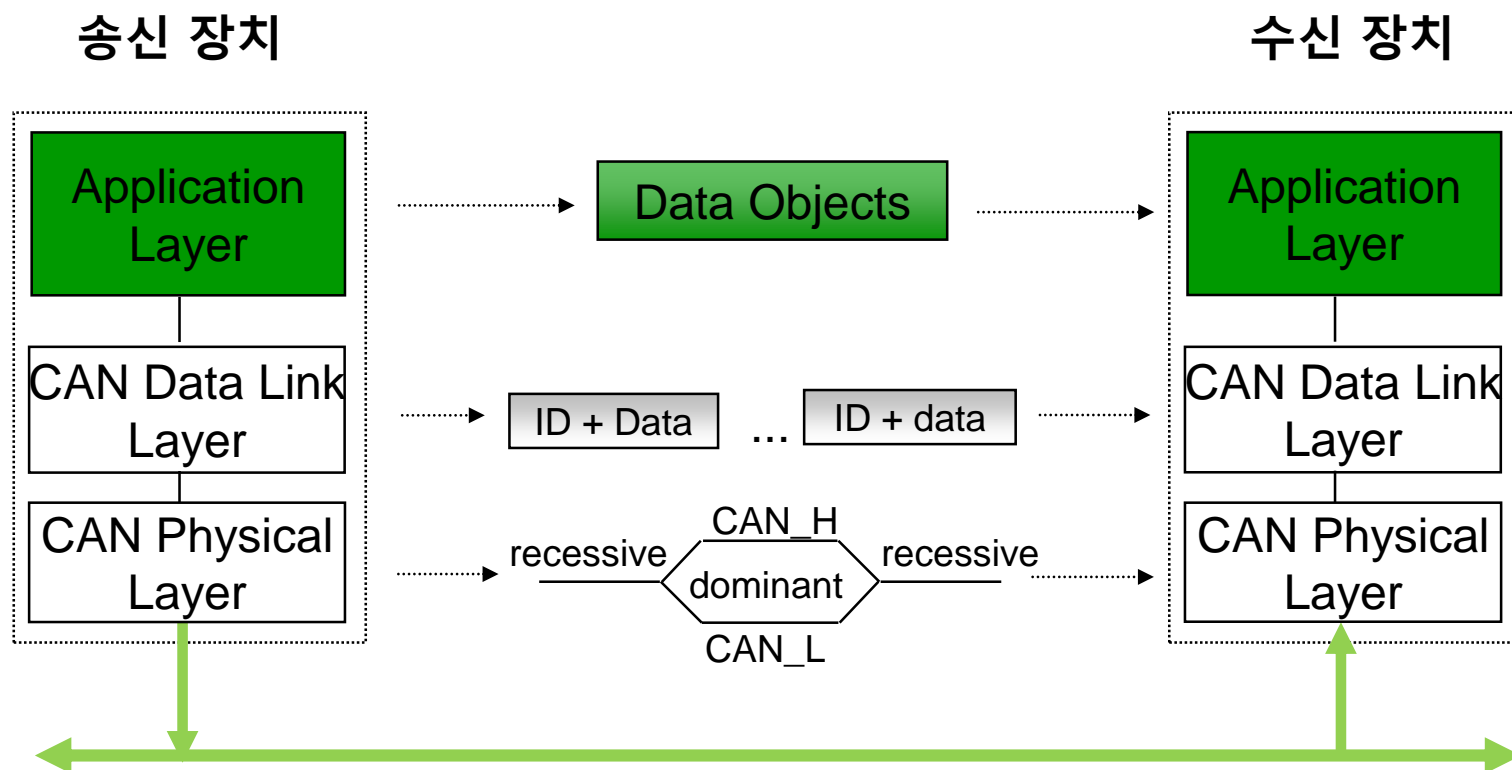 송신 장치
수신 장치
Application
Layer
Data Objects
Application
Layer
CAN Data Link
Layer
ID + Data
...
ID + data
CAN Data Link
Layer
CAN Physical
Layer
recessive
CAN_H
dominant
CAN_L
recessive
CAN Physical
Layer